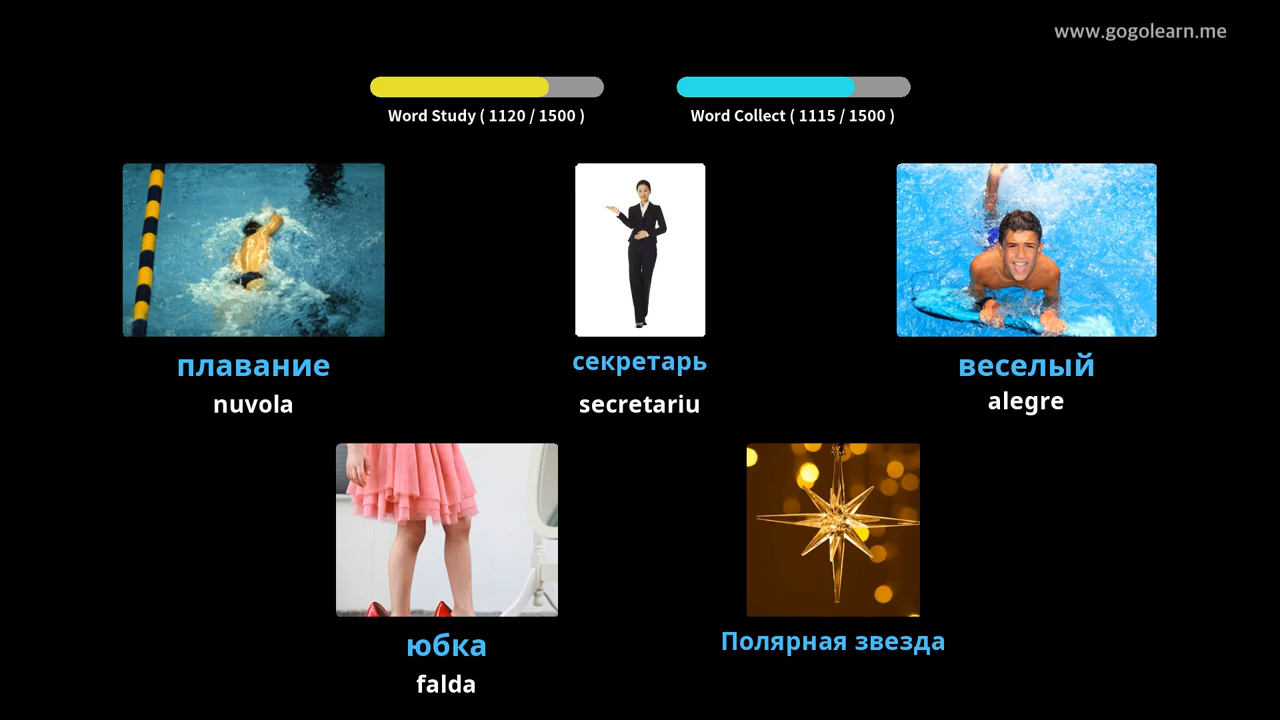 www.gogolearn.me
Word Study ( 1120 / 1500 )
Word Collect ( 1115 / 1500 )
плавание
nuvola
секретарь
secretariu
веселый
alegre
юбка
falda
Полярная звезда